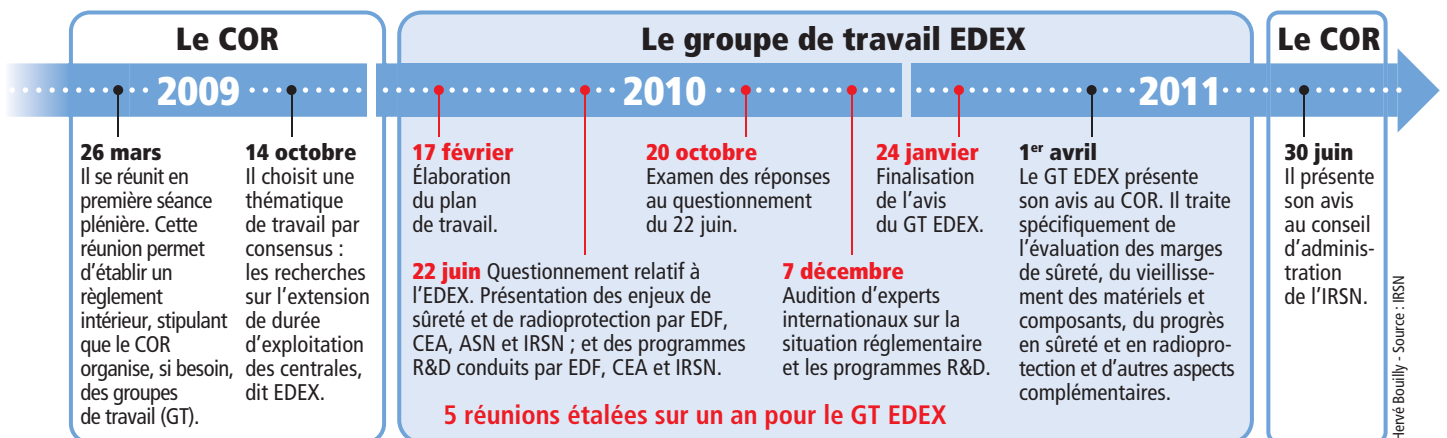 Le COR
Le groupe de travail EDEX
Le COR
2009
2010
2011
26 mars
Il se réunit en
première séance
plénière. Cette
réunion permet
d'établir un
règlement
intérieur, stipulant
que le COR
organise, si besoin,
des groupes
de travail (GT).
14 octobre
Il choisit une
thématique
de travail par
consensus :
les recherches
sur l'extension
de durée
d'exploitation
des centrales,
dit EDEX.
17 février
Élaboration
du plan
de travail.
22 juin Questionnement relatif à
l'EDEX. Présentation des enjeux de
sûreté et de radioprotection par EDF,
CEA, ASN et IRSN ; et des programmes
R&D conduits par EDF, CEA et IRSN.
20 octobre
Examen des réponses
au questionnement
du 22 juin.
7 décembre
Audition d'experts
internationaux sur la
situation réglementaire
et les programmes R&D.
24 janvier
Finalisation
de l'avis
du GT EDEX.
1er avril
Le GT EDEX présente
son avis au COR. Il traite
spécifiquement de
l'évaluation des marges
de sûreté, du vieillisse-
ment des matériels et
composants, du progrès
en sûreté et en radiopro-
tection et d'autres aspects
complémentaires.
5 réunions étalées sur un an pour le GT EDEX
30 juin
Il présente
son avis
au conseil
d'adminis-
tration
de l'IRSN.
Hervé Bouilly - Source : IRSN